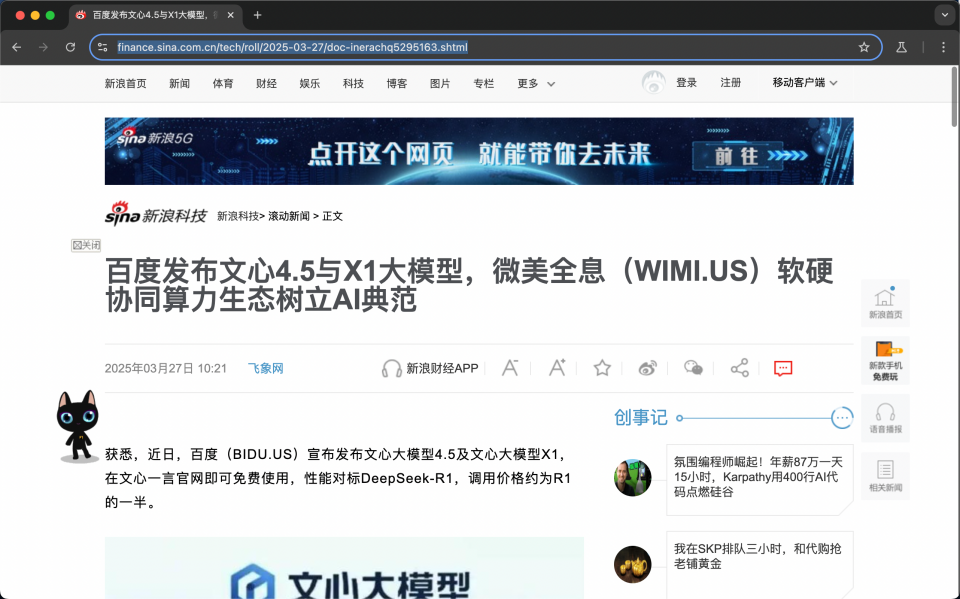 百度发布文心4.5与X1大模型，
finance.sina.com.cn/tech/roll/2025-03-27/doc-inerachq5295163.shtml
新浪首页 新闻 体育 财经 娱乐 科技 博客 图片 专栏 更多 登录 注册 移动客户端
sina新浪5G
点开这个网页 就能带你去未来 前往
sina新浪科技 新浪科技> 滚动新闻 > 正文
关闭
百度发布文心4.5与X1大模型，微美全息（WIMI.US）软硬
协同算力生态树立AI典范
2025年03月27日 10:21 飞象网 新浪财经APP A- A+
新浪首页
新款手机
免费玩
语音播报
相关新闻
获悉，近日，百度（BIDU.US）宣布发布文心大模型4.5及文心大模型X1，
在文心一言官网即可免费使用，性能对标DeepSeek-R1，调用价格约为R1
的一半。
文心大模型
创事记
氛围编程师崛起！年薪87万一天
15小时，Karpathy用400行AI代
码点燃硅谷
我在SKP排队三小时，和代购抢
老铺黄金